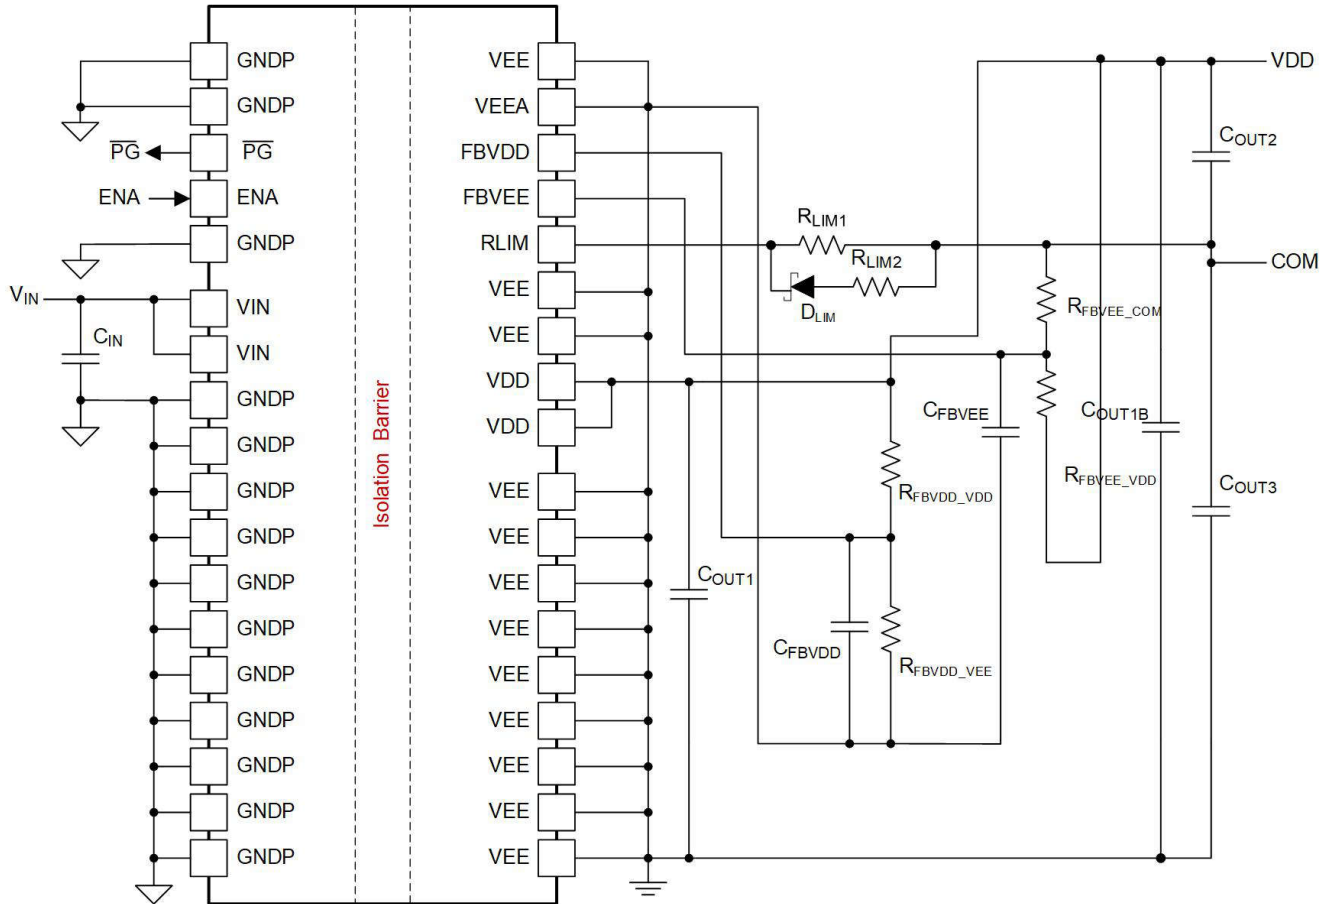 GNDP VEE VDD
GNDP VEEA
PG PG FBVDD COUT2
ENA ENA FBVEE
RLIM1
GNDP RLIM
RLIM2
COM
VIN VIN VEE
DLIM RFBVEE_COM
CIN
VIN VEE
GNDP VDD
CFBVEE COUT1B
GNDP VDD
Isolation Barrier
RFBVEE_VDD COUT3
GNDP VEE RFBVDD_VDD
GNDP VEE
COUT1
GNDP VEE
GNDP VEE
CFBVDD
RFBVDD_VEE
GNDP VEE
GNDP VEE
GNDP VEE
GNDP VEE
GNDP VEE